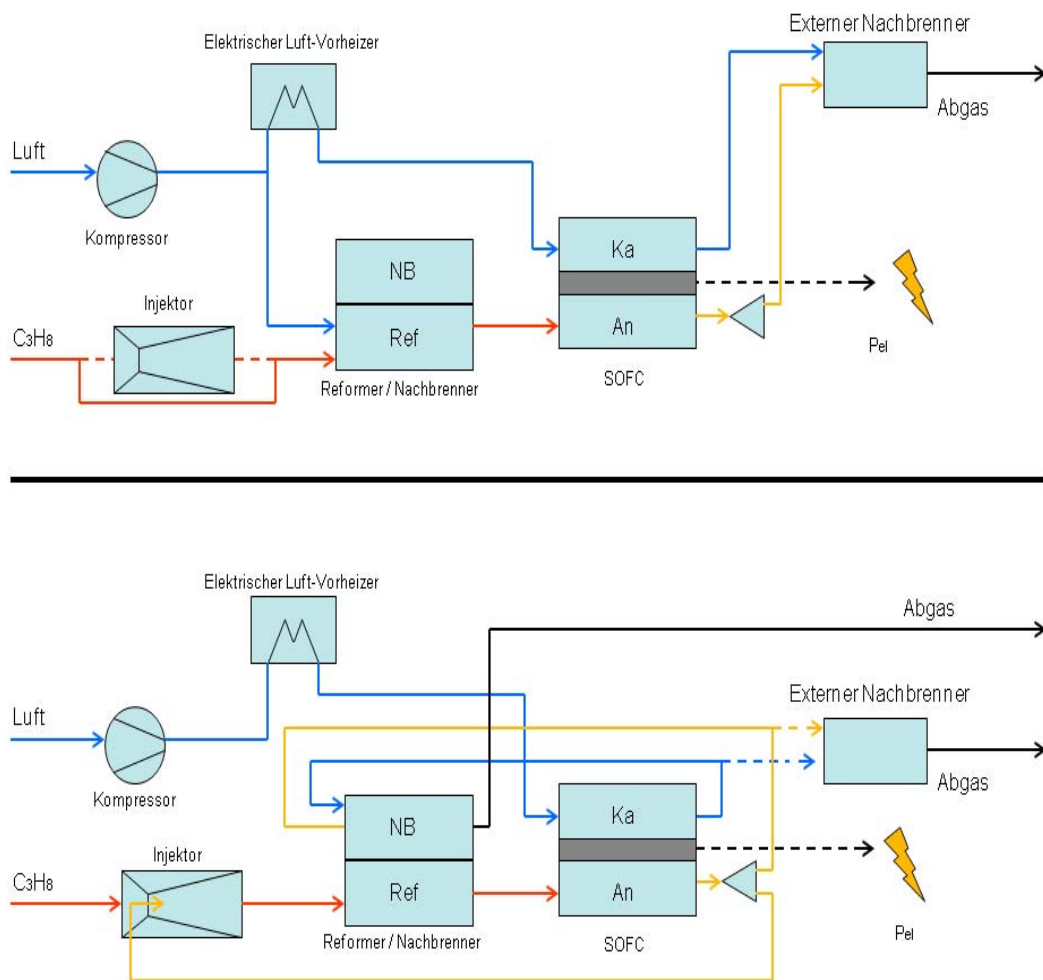 Externer Nachbrenner
Elektrischer Luft-Vorheizer
Abgas
Luft
Kompressor
Ka
NB
Injektor
C3H8
Ref
An
Pel
Reformer / Nachbrenner
SOFC
Elektrischer Luft-Vorheizer
Abgas
Externer Nachbrenner
Luft
Abgas
Kompressor
Ka
NB
Injektor
C3H8
Ref
An
Pel
Reformer / Nachbrenner
SOFC